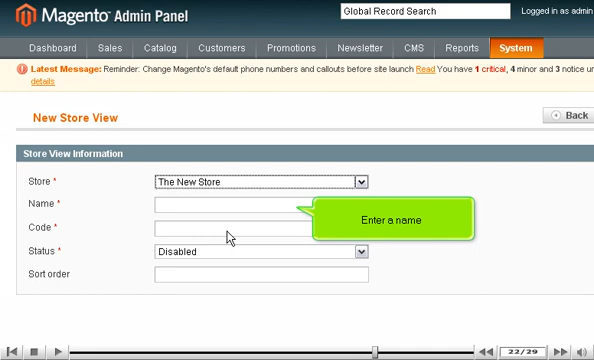 Magento™ Admin Panel
Global Record Search
Logged in as admin
Dashboard Sales Catalog Customers Promotions Newsletter CMS Reports System
Latest Message: Reminder: Change Magento's default phone numbers and callouts before site launch Read You have 1 critical, 4 minor and 3 notice
details
New Store View
Back
Store View Information
Store * The New Store
Name *
Enter a name
Code *
Status * Disabled
Sort order
22/29